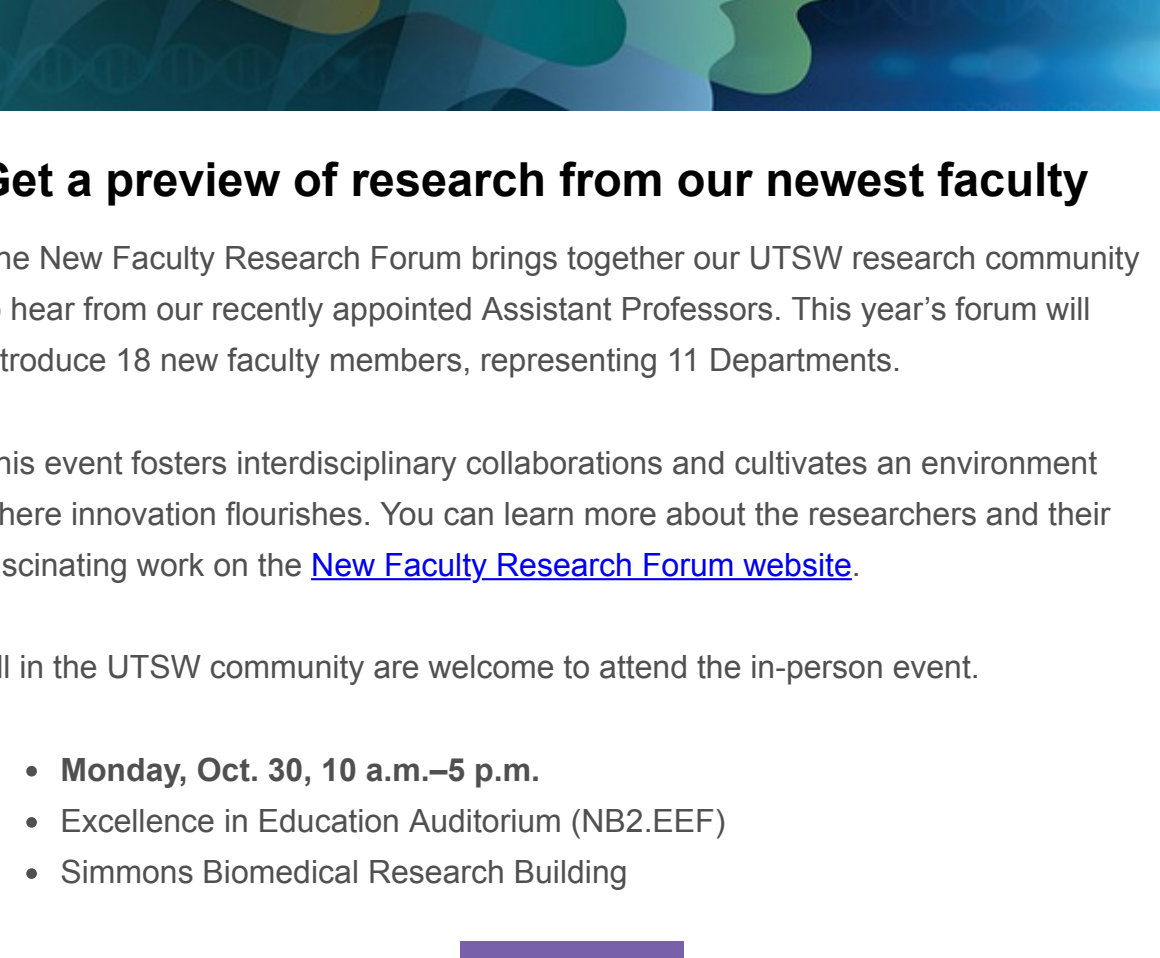 Get a preview of research from our newest faculty
he New Faculty Research Forum brings together our UTSW research community
hear from our recently appointed Assistant Professors. This year’s forum will
troduce 18 new faculty members, representing 11 Departments.
his event fosters interdisciplinary collaborations and cultivates an environment
here innovation flourishes. You can learn more about the researchers and their
scinating work on the New Faculty Research Forum website.
ll in the UTSW community are welcome to attend the in-person event.
• Monday, Oct. 30, 10 a.m.–5 p.m.
• Excellence in Education Auditorium (NB2.EEF)
• Simmons Biomedical Research Building